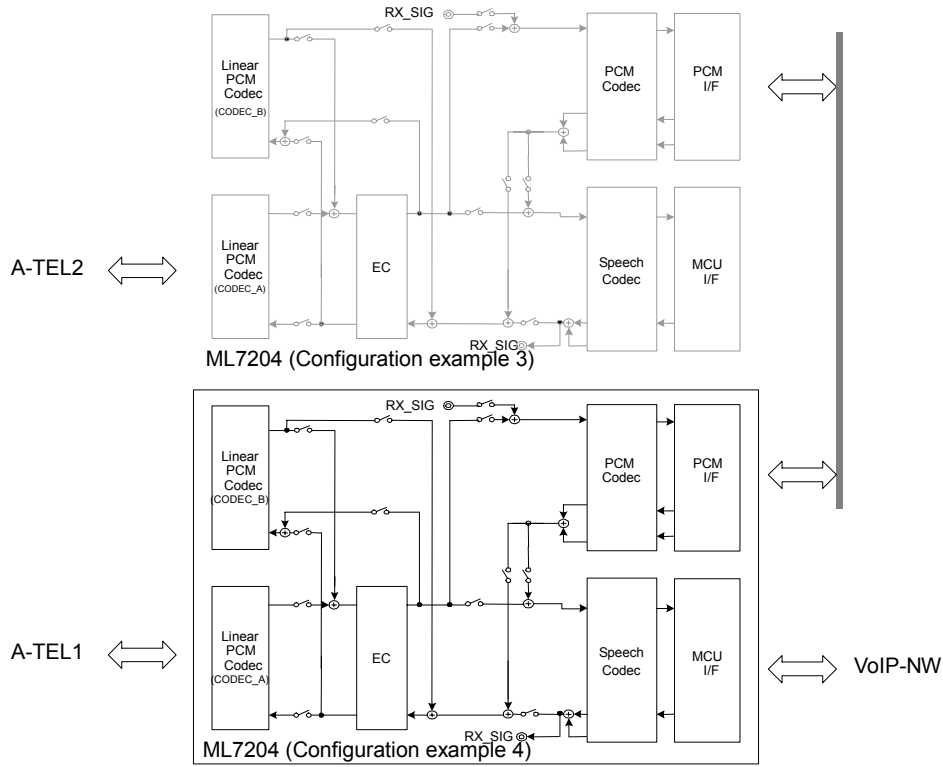 RX_SIG
Linear
PCM
Codec
(CODEC_B)
PCM
Codec
PCM
I/F
A-TEL2
Linear
PCM
Codec
(CODEC_A)
EC
Speech
Codec
MCU
I/F
RX_SIG
ML7204 (Configuration example 3)
RX_SIG
Linear
PCM
Codec
(CODEC_B)
PCM
Codec
PCM
I/F
A-TEL1
Linear
PCM
Codec
(CODEC_A)
EC
Speech
Codec
MCU
I/F
VoIP-NW
RX_SIG
ML7204 (Configuration example 4)